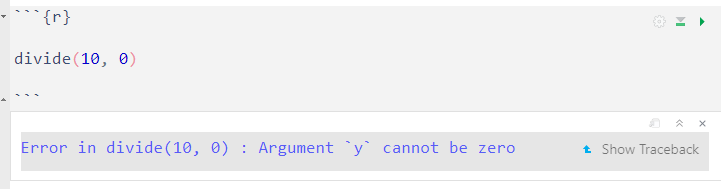 ```{r}
divide(10, 0)
```
Error in divide(10, 0) : Argument `y` cannot be zero
Show Traceback